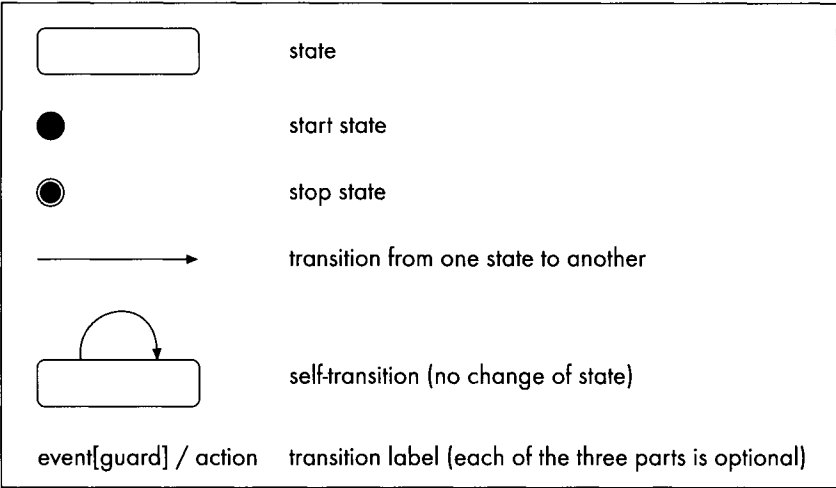 state
start state
stop state
transition from one state to another
self-transition (no change of state)
event[guard] / action transition label (each of the three parts is optional)